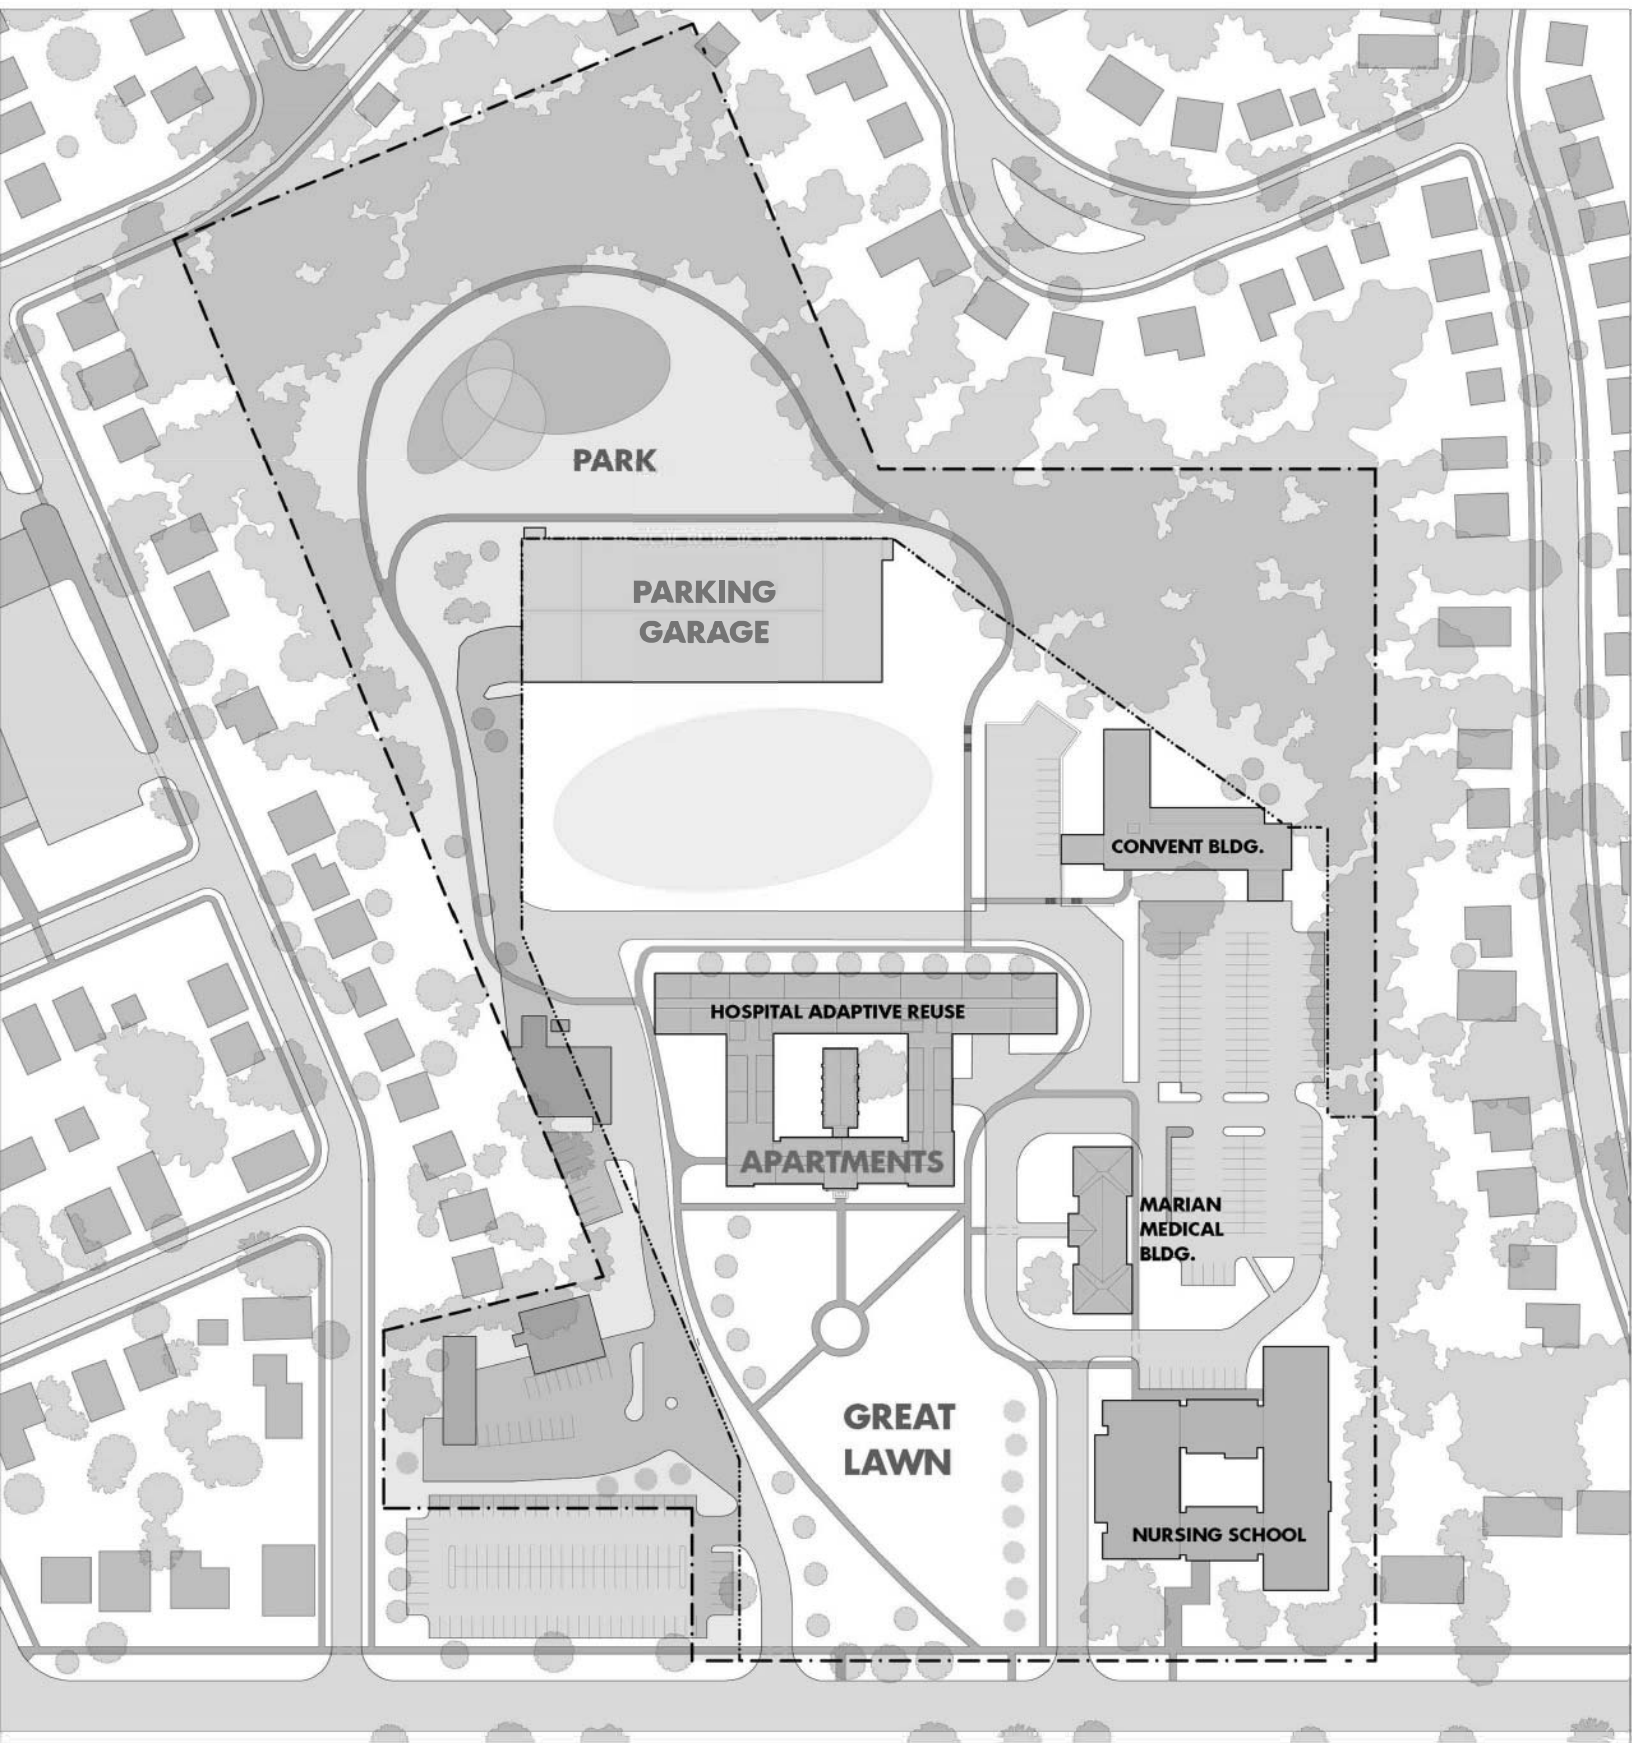 PARK
PARKING
GARAGE
CONVENT BLDG.
HOSPITAL ADAPTIVE REUSE
APARTMENTS
MARIAN
MEDICAL
BLDG.
GREAT
LAWN
NURSING SCHOOL